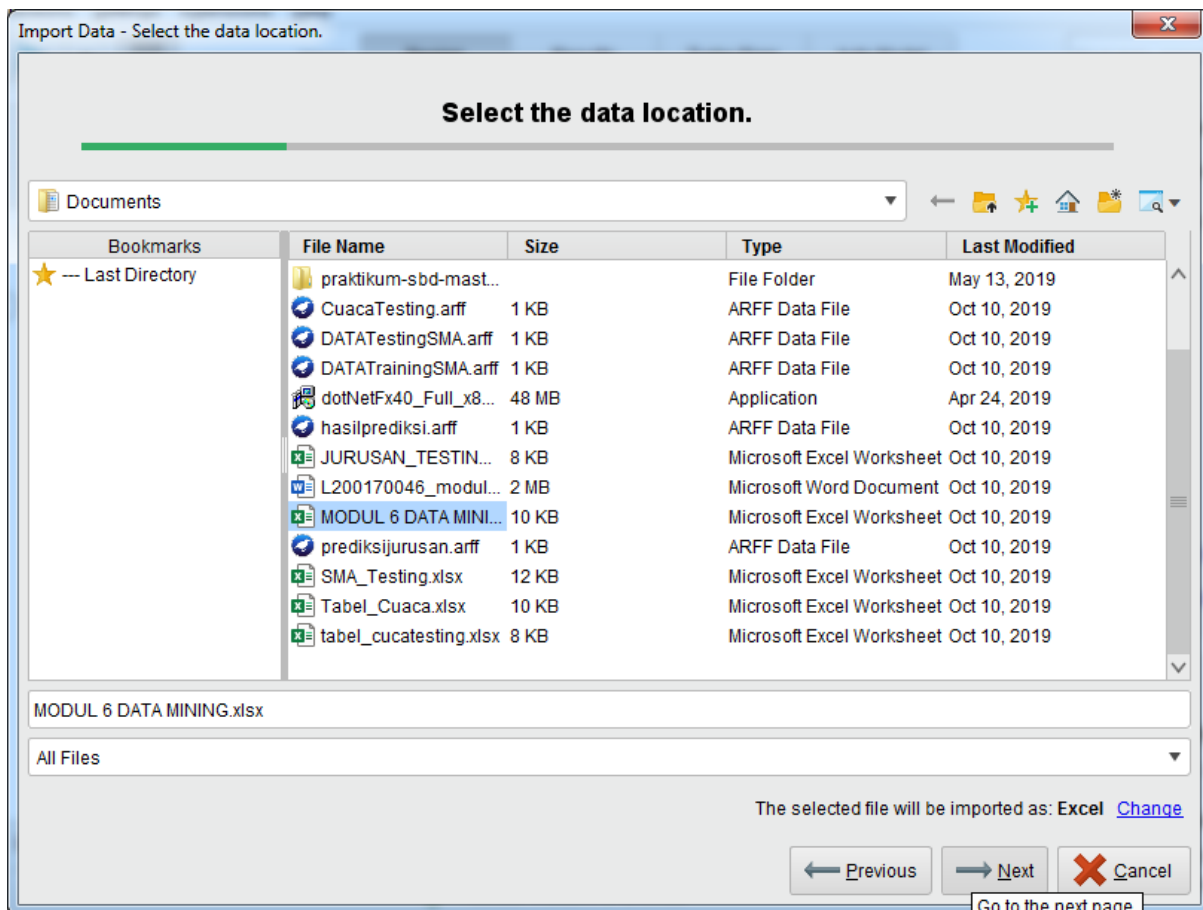 Import Data - Select the data location.
Select the data location.
Documents
Bookmarks File Name Size Type Last Modified
--- Last Directory
praktikum-sbd-mast... File Folder May 13, 2019
CuacaTesting.arff 1 KB ARFF Data File Oct 10, 2019
DATATestingSMA.arff 1 KB ARFF Data File Oct 10, 2019
DATATrainingSMA.arff 1 KB ARFF Data File Oct 10, 2019
dotNetFx40_Full_x8... 48 MB Application Apr 24, 2019
hasilprediksi.arff 1 KB ARFF Data File Oct 10, 2019
JURUSAN_TESTIN... 8 KB Microsoft Excel Worksheet Oct 10, 2019
L200170046_modul... 2 MB Microsoft Word Document Oct 10, 2019
MODUL 6 DATA MINI... 10 KB Microsoft Excel Worksheet Oct 10, 2019
prediksijurusan.arff 1 KB ARFF Data File Oct 10, 2019
SMA_Testing.xlsx 12 KB Microsoft Excel Worksheet Oct 10, 2019
Tabel_Cuaca.xlsx 10 KB Microsoft Excel Worksheet Oct 10, 2019
tabel_cucatesting.xlsx 8 KB Microsoft Excel Worksheet Oct 10, 2019
MODUL 6 DATA MINING.xlsx
All Files
The selected file will be imported as: Excel Change
Previous Next Cancel
Go to the next page